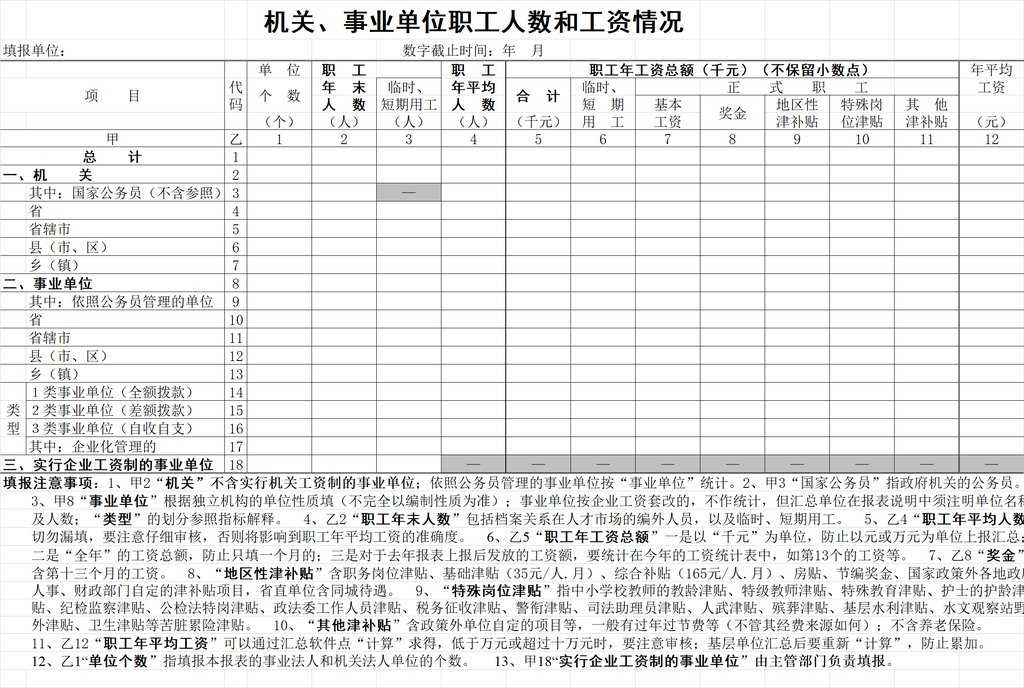 机关、事业单位职工人数和工资情况
填报单位： 数字截止时间：年 月
项 目 代码 单位个数（个） 职工年末人数（人） 临时、短期用工（人） 职工年平均人数（人） 职工年工资总额（千元）（不保留小数点） 年平均工资（元）
合 计（千元） 临时、短期用工 正 式 职 工
基本工资 奖金 地区性津补贴 特殊岗位津贴 其他津补贴
甲 乙 1 2 3 4 5 6 7 8 9 10 11 12
总 计 1
一、机 关 2
其中：国家公务员（不含参照） 3 —
省 4
省辖市 5
县（市、区） 6
乡（镇） 7
二、事业单位 8
其中：依照公务员管理的单位 9
省 10
省辖市 11
县（市、区） 12
乡（镇） 13
类型
1类事业单位（全额拨款） 14
2类事业单位（差额拨款） 15
3类事业单位（自收自支） 16
其中：企业化管理的 17
三、实行企业工资制的事业单位 18 — — — — — — — — —
填报注意事项：1、甲2“机关”不含实行机关工资制的事业单位；依照公务员管理的事业单位按“事业单位”统计。2、甲3“国家公务员”指政府机关的公务员。
3、甲8“事业单位”根据独立机构的单位性质填（不完全以编制性质为准）；事业单位按企业工资套改的，不作统计，但汇总单位在报表说明中须注明单位名称
及人数；“类型”的划分参照指标解释。 4、乙2“职工年末人数”包括档案关系在人才市场的编外人员，以及临时、短期用工。 5、乙4“职工年平均人数
切勿漏填，要注意仔细审核，否则将影响到职工年平均工资的准确度。 6、乙5“职工年工资总额”一是以“千元”为单位，防止以元或万元为单位上报汇总；
二是“全年”的工资总额，防止只填一个月的；三是对于去年报表上报后发放的工资额，要统计在今年的工资统计表中，如第13个的工资等。 7、乙8“奖金”
含第十三个月的工资。 8、“地区性津补贴”含职务岗位津贴、基础津贴（35元/人.月）、综合补贴（165元/人.月）、房贴、节编奖金、国家政策外各地政府
人事、财政部门自定的津补贴项目，省直单位含同城待遇。 9、“特殊岗位津贴”指中小学校教师的教龄津贴、特级教师津贴、特殊教育津贴、护士的护龄津
贴、纪检监察津贴、公检法特岗津贴、政法委工作人员津贴、税务征收津贴、警衔津贴、司法助理员津贴、人武津贴、殡葬津贴、基层水利津贴、水文观察站野
外津贴、卫生津贴等苦脏累险津贴。 10、“其他津补贴”含政策外单位自定的项目等，一般有过年过节费等（不管其经费来源如何）；不含养老保险。
11、乙12“职工年平均工资”可以通过汇总软件点“计算”求得，低于万元或超过十万元时，要注意审核；基层单位汇总后要重新“计算”，防止累加。
12、乙1“单位个数”指填报本报表的事业法人和机关法人单位的个数。 13、甲18“实行企业工资制的事业单位”由主管部门负责填报。